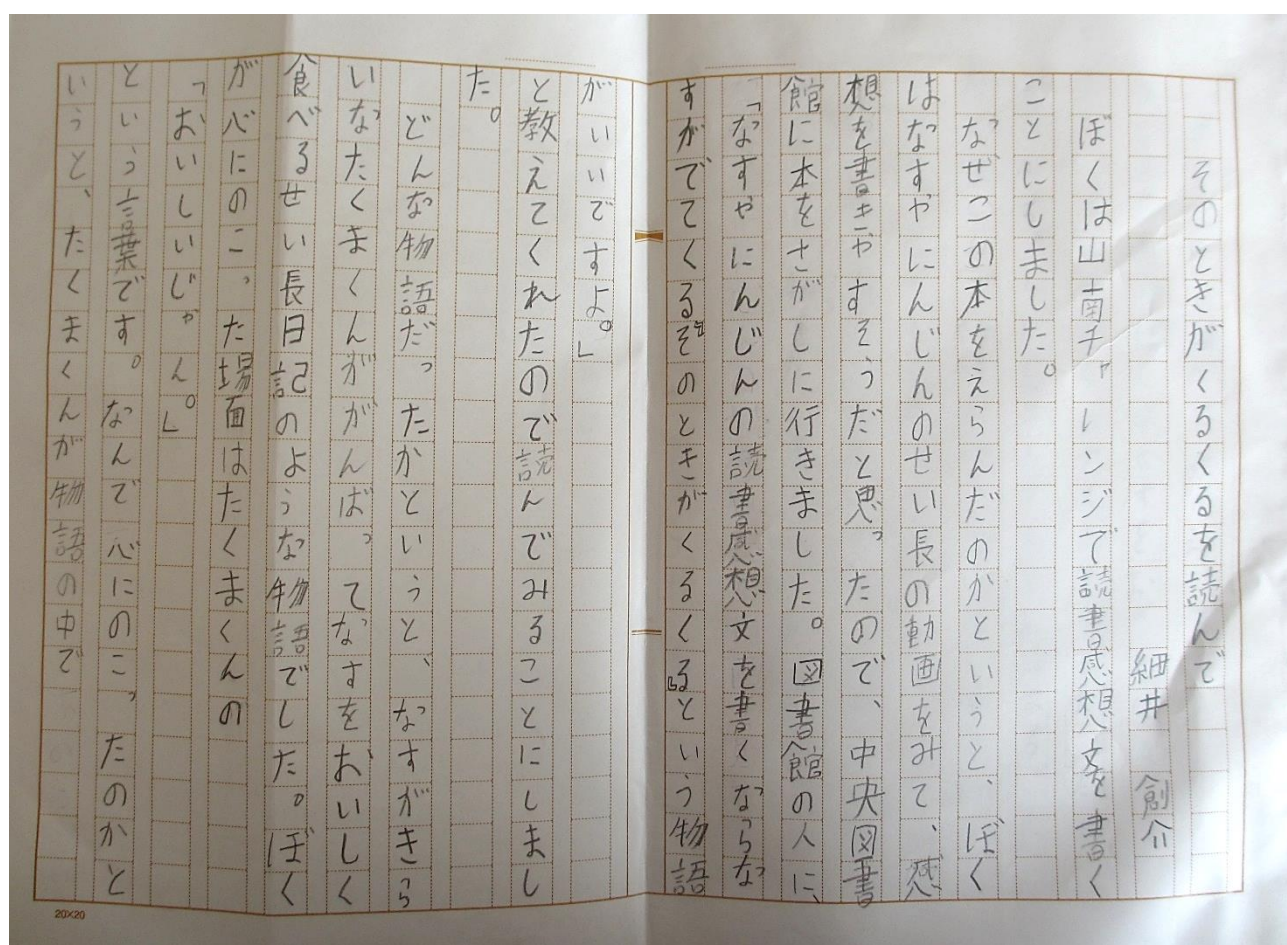 そのときがくるくるを読んで
細井 創介
ぼくは山南チャレンジで読書感想文を書く
ことにしました。
なぜこの本をえらんだのかというと、ぼく
はなすやにんじんのせい長の動画をみて、感
想を書きやすそうだと思ったので、中央図書
館に本をさがしに行きました。図書館の人に、
「なすやにんじんの読書感想文を書くならな
すがでてくる『そのときがくるくる』という物語
がいいですよ。」
と教えてくれたので読んでみることにしまし
た。
どんな物語だったかというと、なすがきら
いなたくまくんががんばってなすをおいしく
食べるせい長日記のような物語でした。ぼく
が心にのこった場面はたくまくんの
「おいしいじゃん。」
という言葉です。なんで心にのこったのかと
いうと、たくまくんが物語の中で
20×20